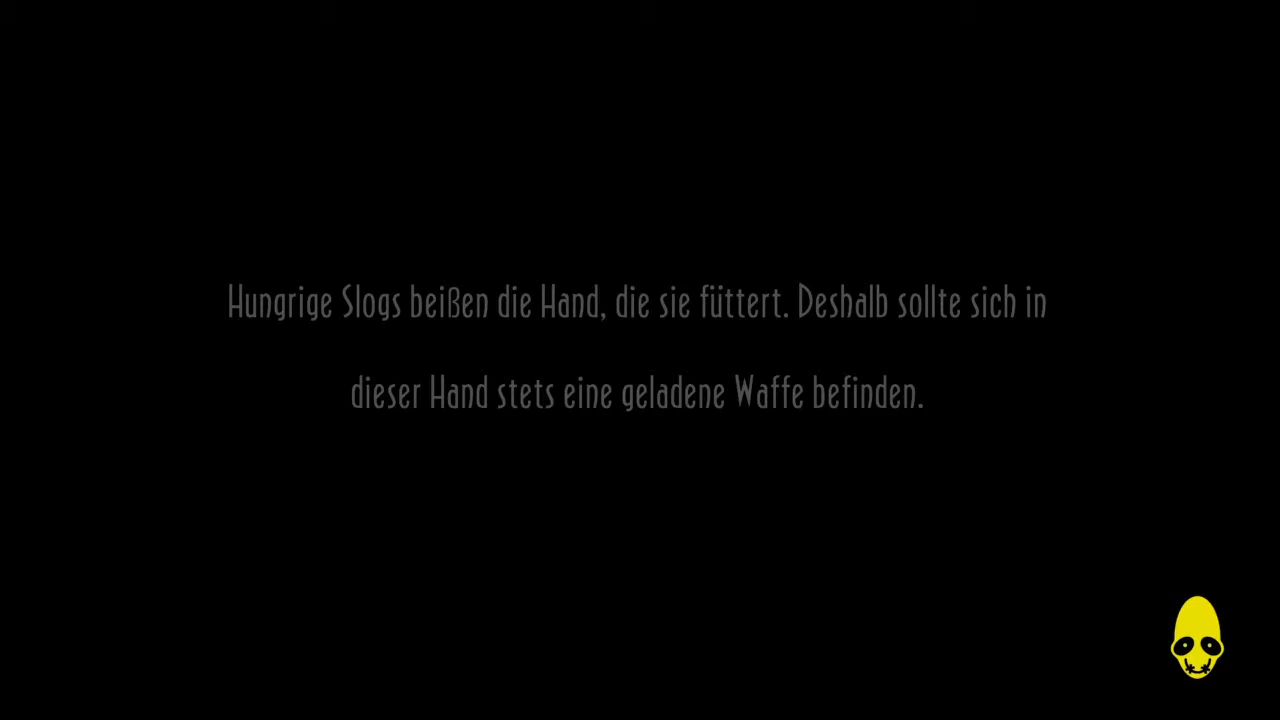 Hungrige Slogs beißen die Hand, die sie füttert. Deshalb sollte sich in
dieser Hand stets eine geladene Waffe befinden.